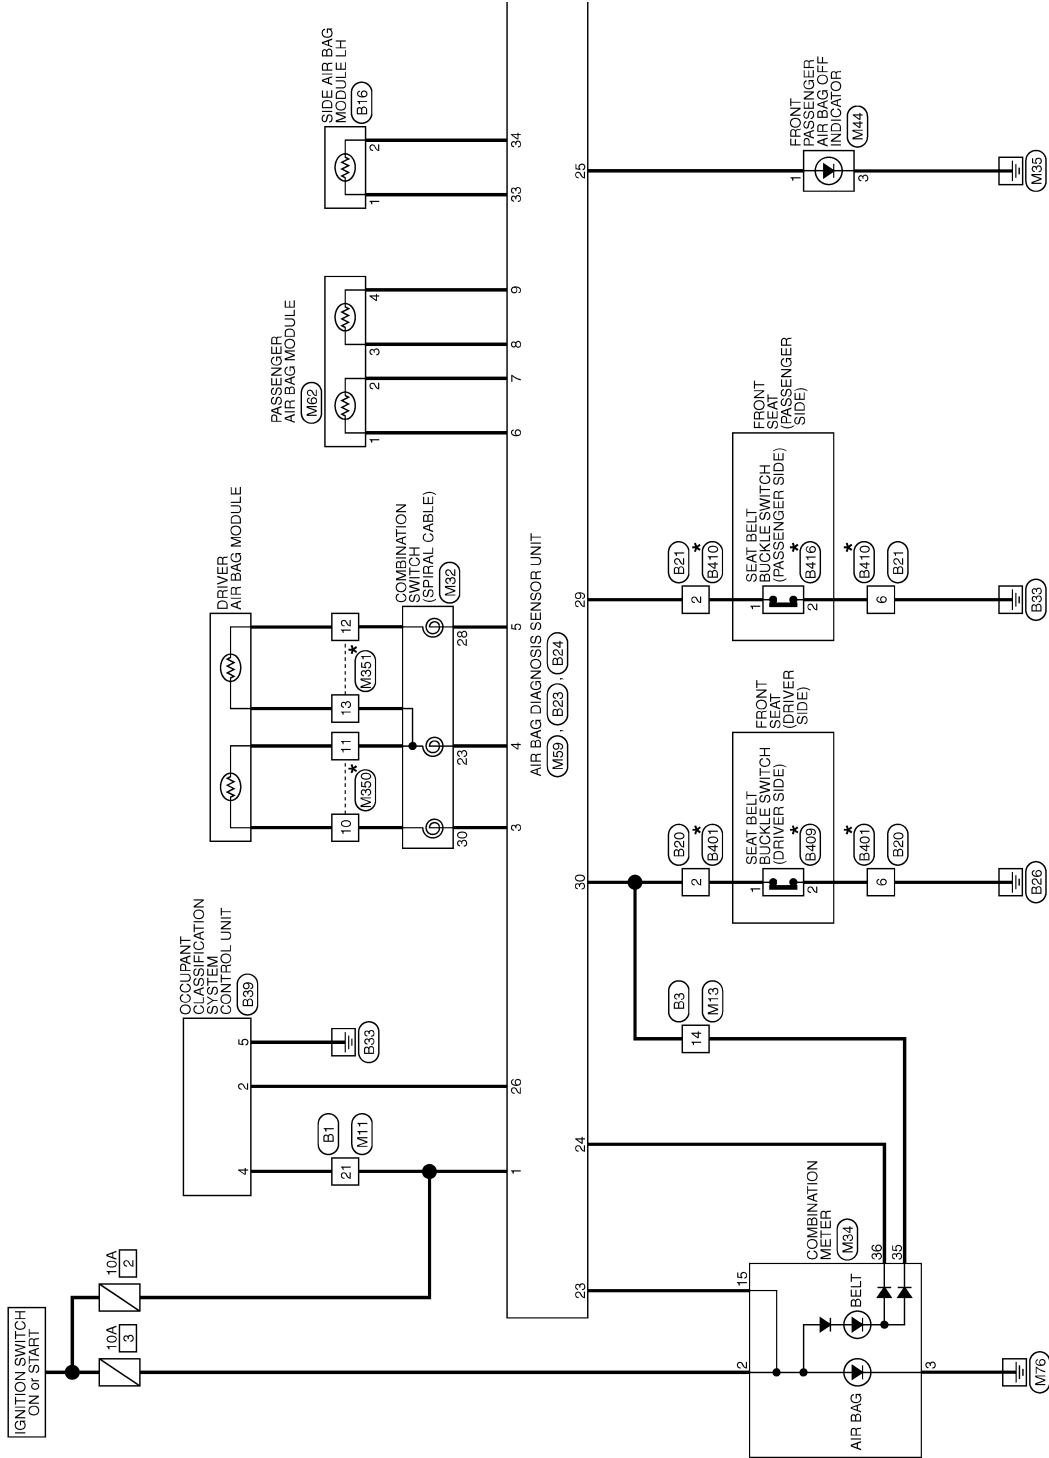 IGNITION SWITCH
ON or START
10A
3
10A
2
OCCUPANT
CLASSIFICATION
SYSTEM
CONTROL UNIT
B39
4
2
5
B1
M11
21
B33
1
26
DRIVER
AIR BAG MODULE
10
11
13
12
* M350
* M351
COMBINATION
SWITCH
(SPIRAL CABLE)
M32
30
23
28
3
4
5
PASSENGER
AIR BAG MODULE
M62
1
2
3
4
6
7
8
9
SIDE AIR BAG
MODULE LH
B16
1
2
33
34
AIR BAG DIAGNOSIS SENSOR UNIT
M59 , B23 , B24
23
24
30
29
25
COMBINATION
METER
M34
2
15
36
35
AIR BAG
BELT
3
M76
14
B3
M13
2
B20
* B401
FRONT
SEAT
(DRIVER
SIDE)
SEAT BELT
BUCKLE SWITCH
(DRIVER SIDE)
* B409
1
2
6
* B401
B20
B26
2
B21
* B410
FRONT
SEAT
(PASSENGER
SIDE)
SEAT BELT
BUCKLE SWITCH
(PASSENGER SIDE)
* B416
1
2
6
* B410
B21
B33
FRONT
PASSENGER
AIR BAG OFF
INDICATOR
M44
1
3
M35